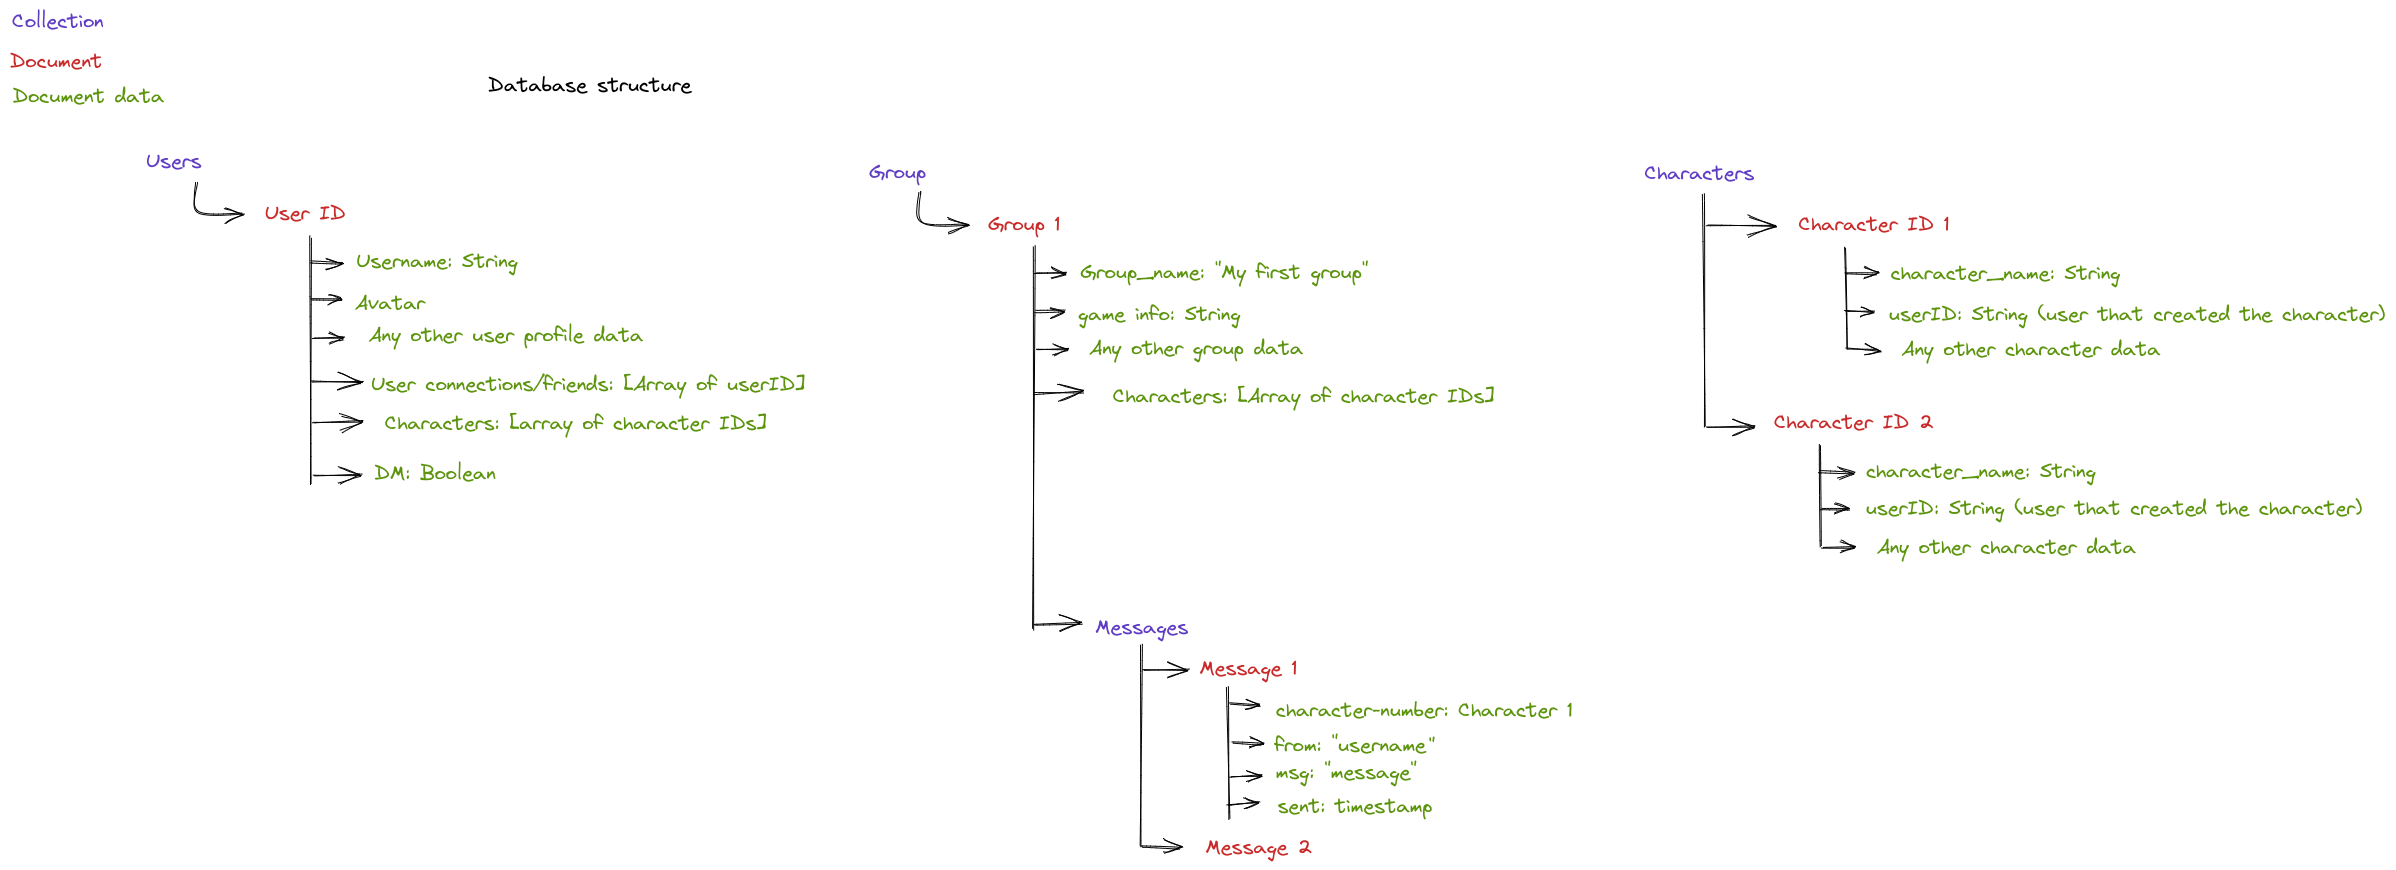 Collection
Document
Document data
Database structure
Users
User ID
Username: String
Avatar
Any other user profile data
User connections/friends: [Array of userID]
Characters: [array of character IDs]
DM: Boolean
Group
Group 1
Group_name: "My first group"
game info: String
Any other group data
Characters: [Array of character IDs]
Messages
Message 1
character-number: Character 1
from: "username"
msg: "message"
sent: timestamp
Message 2
Characters
Character ID 1
character_name: String
userID: String (user that created the character)
Any other character data
Character ID 2
character_name: String
userID: String (user that created the character)
Any other character data